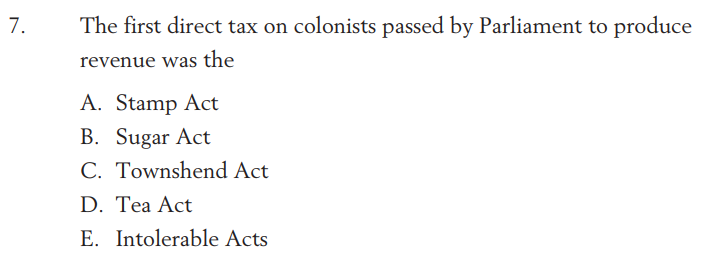 7. The first direct tax on colonists passed by Parliament to produce
revenue was the
A. Stamp Act
B. Sugar Act
C. Townshend Act
D. Tea Act
E. Intolerable Acts